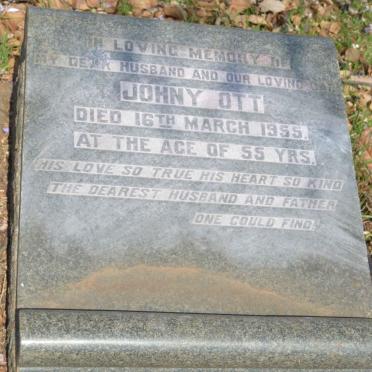 IN LOVING MEMORY OF
MY DEAR HUSBAND AND OUR LOVING DAD
JOHNY OTT
DIED 16TH MARCH 1955.
AT THE AGE OF 55 YRS.
HIS LOVE SO TRUE HIS HEART SO KIND
THE DEAREST HUSBAND AND FATHER
ONE COULD FIND.